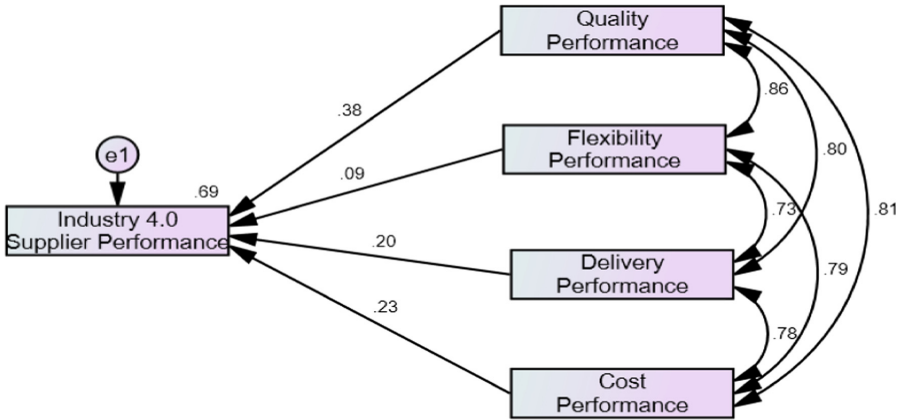 Quality
Performance
.86
.38
Flexibility
Performance
e1
.80
.09
.69
Industry 4.0
Supplier Performance
.73
.81
.20
Delivery
Performance
.79
.23
.78
Cost
Performance